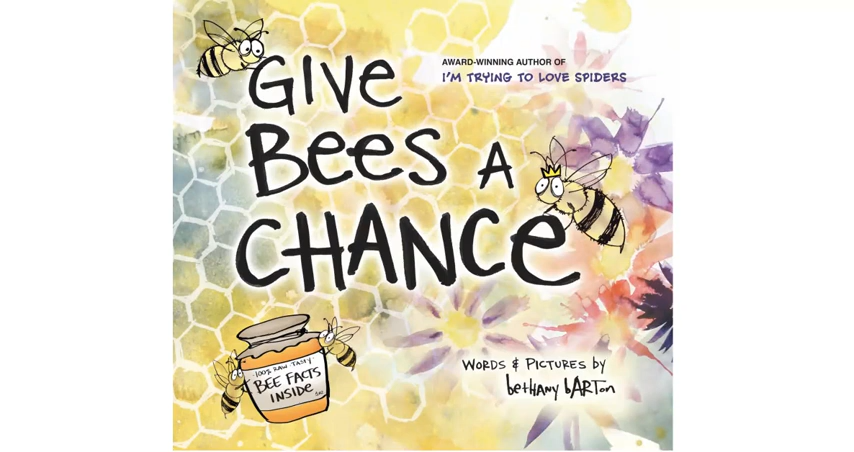 AWARD-WINNING AUTHOR OF
I'M TRYING TO LOVE SPIDERS
GIVE
Bees A
CHANCe
·100% RAW·TASTY·
BEE FACTS
INSIDe
WORDS & PICTURES by
betHANy bARTon